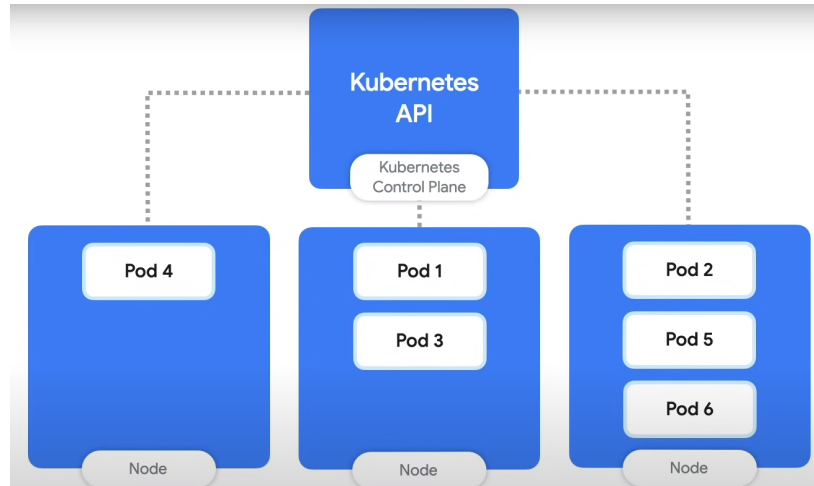 Kubernetes
API
Kubernetes
Control Plane
Pod 4
Node
Pod 1
Pod 3
Node
Pod 2
Pod 5
Pod 6
Node